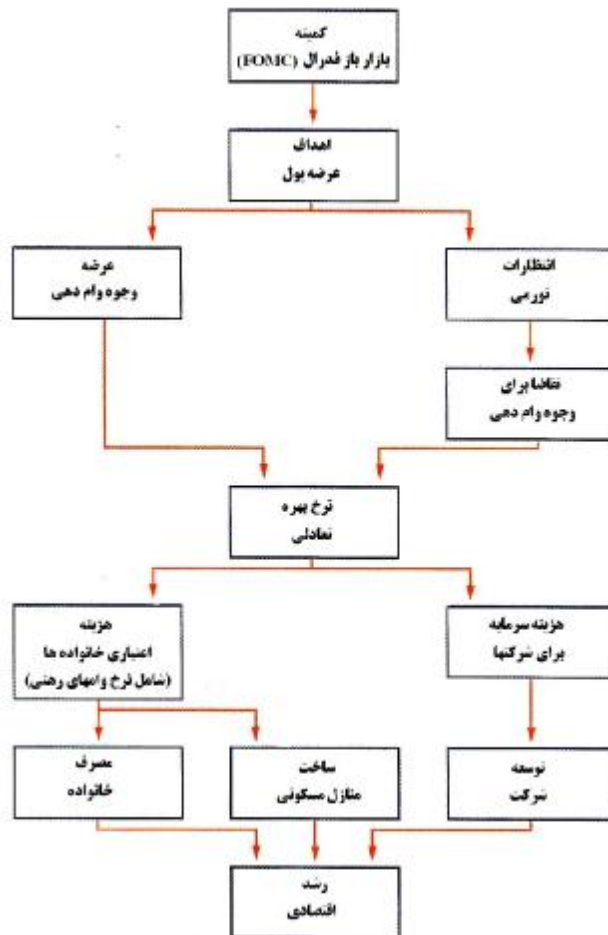 کمیته
بازار باز فدرال (FOMC)
اهداف
عرضه پول
عرضه
وجوه وام دهی
انتظارات
تورمی
تقاضا برای
وجوه وام دهی
نرخ بهره
تعادلی
هزینه
اعتباری خانواده ها
(شامل نرخ وامهای رهنی)
هزینه سرمایه
برای شرکتها
مصرف
خانواده
ساخت
منازل مسکونی
توسعه
شرکت
رشد
اقتصادی